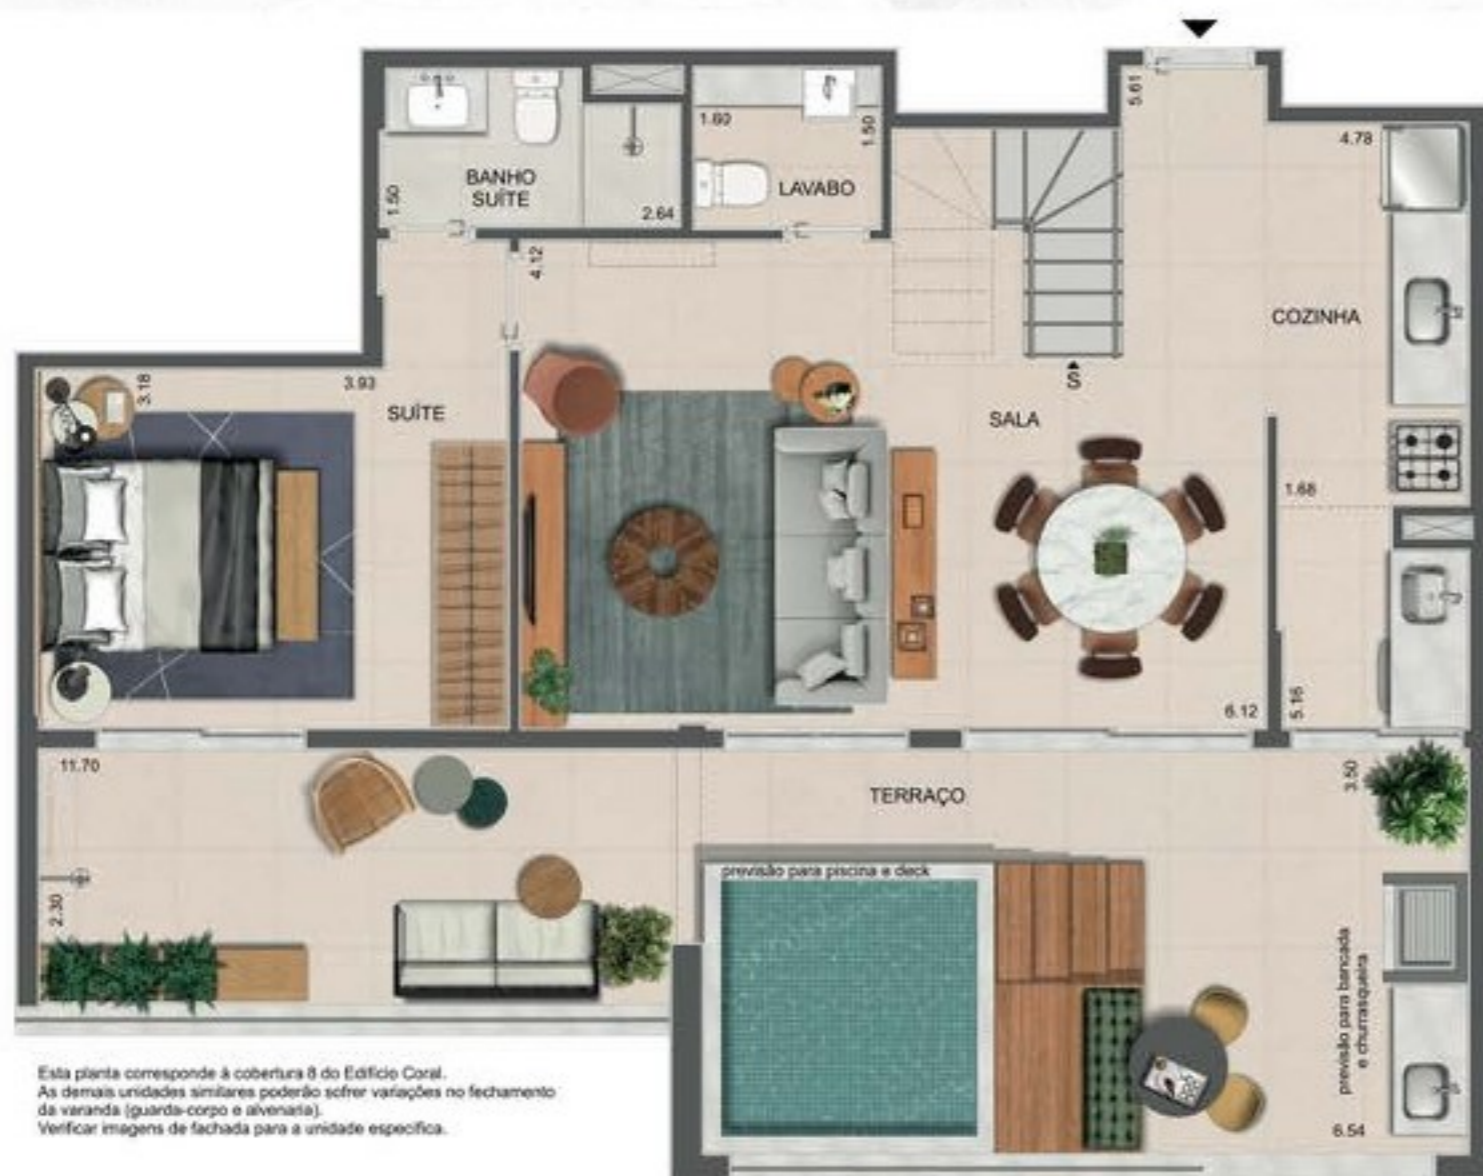 5.61
1.60
1.50
4.78
BANHO
SUÍTE
LAVABO
1.50
2.64
4.12
COZINHA
S
3.18
3.93
SUÍTE
SALA
1.68
6.12
5.16
11.70
TERRAÇO
3.50
previsão para piscina e deck
2.30
previsão para bancada
e churrasqueira
6.54
Esta planta corresponde à cobertura 8 do Edifício Coral.
As demais unidades similares poderão sofrer variações no fechamento
da varanda (guarda-corpo e alvenaria).
Verificar imagens de fachada para a unidade específica.